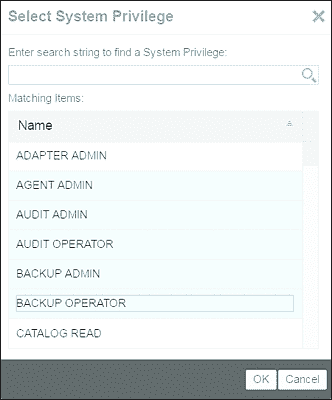 Select System Privilege
Enter search string to find a System Privilege:
Matching Items:
Name
ADAPTER ADMIN
AGENT ADMIN
AUDIT ADMIN
AUDIT OPERATOR
BACKUP ADMIN
BACKUP OPERATOR
CATALOG READ
OK Cancel